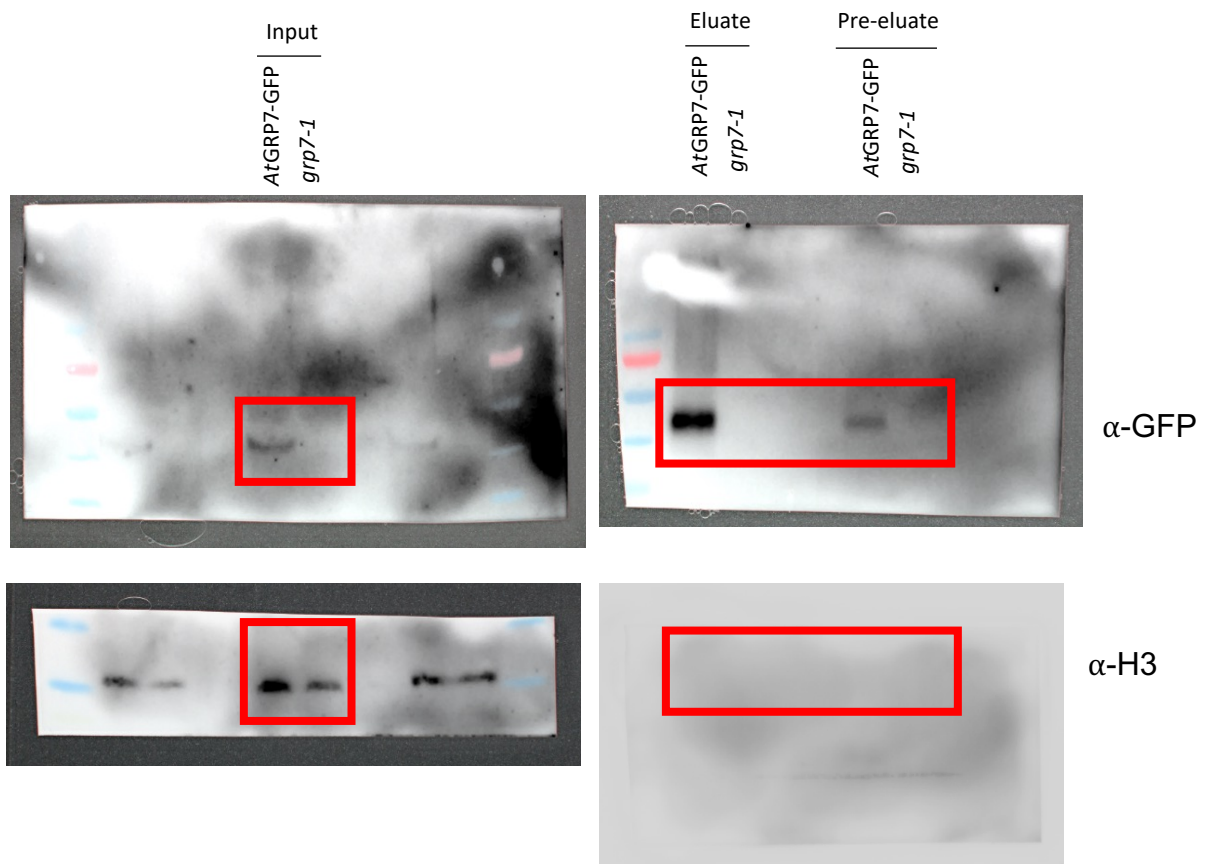 Input
AtGRP7-GFP
grp7-1
Eluate
Pre-eluate
AtGRP7-GFP
grp7-1
AtGRP7-GFP
grp7-1
α-GFP
α-H3